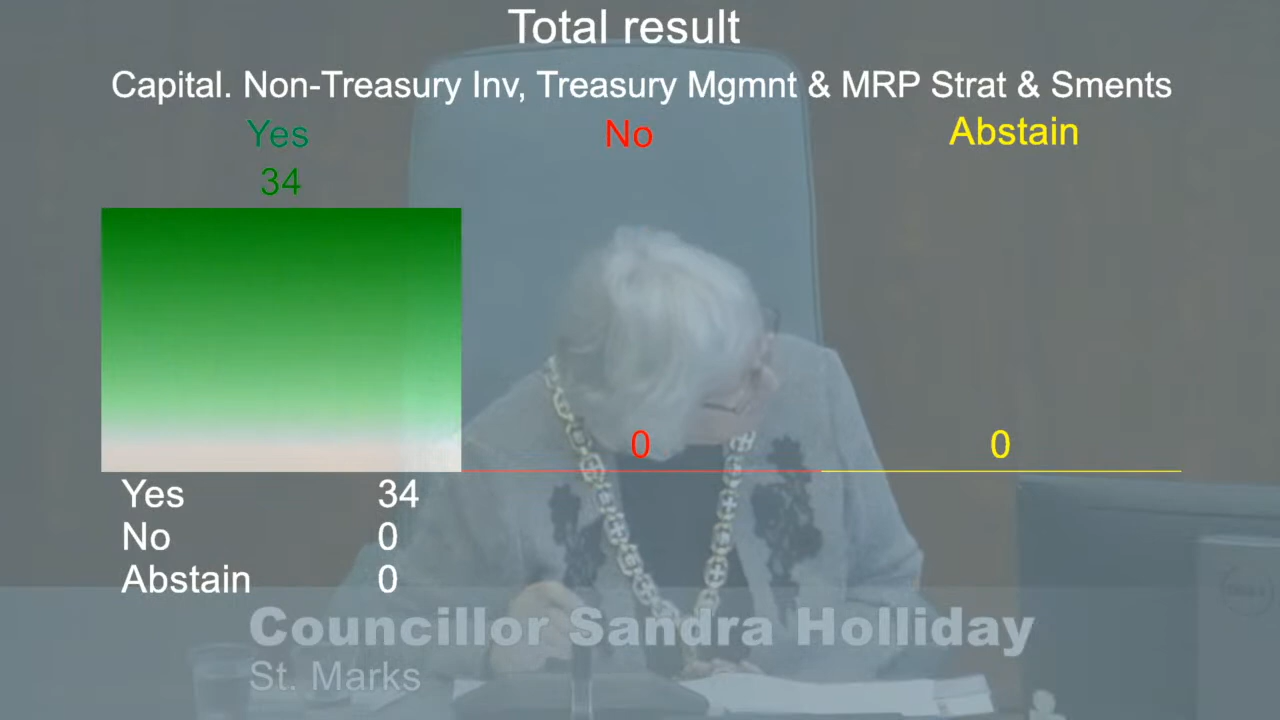 Total result
Capital. Non-Treasury Inv, Treasury Mgmnt & MRP Strat & Sments
Yes No Abstain
34
0 0
Yes 34
No 0
Abstain 0
Councillor Sandra Holliday
St. Marks